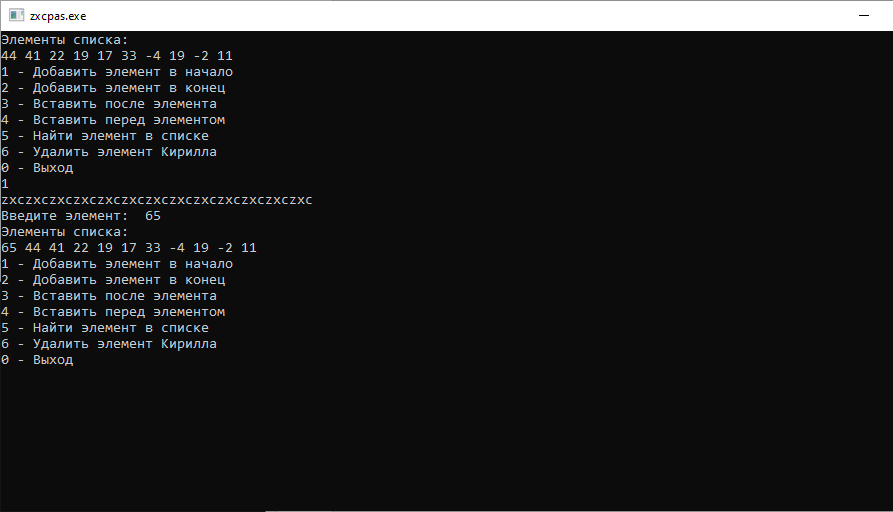 zxcpas.exe
Элементы списка:
44 41 22 19 17 33 -4 19 -2 11
1 - Добавить элемент в начало
2 - Добавить элемент в конец
3 - Вставить после элемента
4 - Вставить перед элементом
5 - Найти элемент в списке
6 - Удалить элемент Кирилла
0 - Выход
1
zxczxczxczxczxczxczxczxczxczxczxczxczxc
Введите элемент:  65
Элементы списка:
65 44 41 22 19 17 33 -4 19 -2 11
1 - Добавить элемент в начало
2 - Добавить элемент в конец
3 - Вставить после элемента
4 - Вставить перед элементом
5 - Найти элемент в списке
6 - Удалить элемент Кирилла
0 - Выход